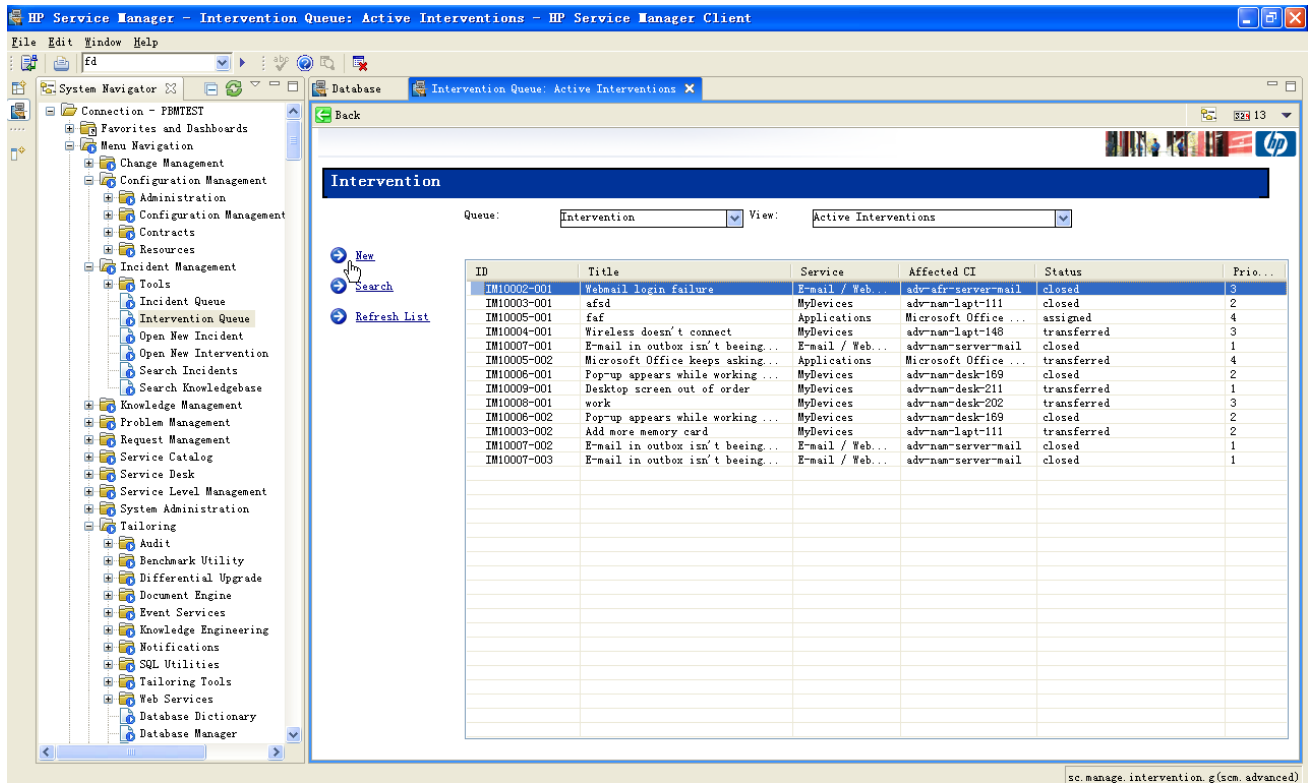 HP Service Manager - Intervention Queue: Active Interventions - HP Service Manager Client
File Edit Window Help
fd
System Navigator
Database
Intervention Queue: Active Interventions
Connection - PBMTEST
Favorites and Dashboards
Menu Navigation
Change Management
Configuration Management
Administration
Configuration Management
Contracts
Resources
Incident Management
Tools
Incident Queue
Intervention Queue
Open New Incident
Open New Intervention
Search Incidents
Search Knowledgebase
Knowledge Management
Problem Management
Request Management
Service Catalog
Service Desk
Service Level Management
System Administration
Tailoring
Audit
Benchmark Utility
Differential Upgrade
Document Engine
Event Services
Knowledge Engineering
Notifications
SQL Utilities
Tailoring Tools
Web Services
Database Dictionary
Database Manager
Back
13
hp
Intervention
Queue: Intervention View: Active Interventions
New
Search
Refresh List
ID Title Service Affected CI Status Prio...
IM10002-001 Webmail login failure E-mail / Web... adv-afr-server-mail closed 3
IM10003-001 afsd MyDevices adv-nam-lapt-111 closed 2
IM10005-001 faf Applications Microsoft Office ... assigned 4
IM10004-001 Wireless doesn't connect MyDevices adv-nam-lapt-148 transferred 3
IM10007-001 E-mail in outbox isn't beeing... E-mail / Web... adv-nam-server-mail closed 1
IM10005-002 Microsoft Office keeps asking... Applications Microsoft Office ... transferred 4
IM10006-001 Pop-up appears while working ... MyDevices adv-nam-desk-169 closed 2
IM10009-001 Desktop screen out of order MyDevices adv-nam-desk-211 transferred 1
IM10008-001 work MyDevices adv-nam-desk-202 transferred 3
IM10006-002 Pop-up appears while working ... MyDevices adv-nam-desk-169 closed 2
IM10003-002 Add more memory card MyDevices adv-nam-lapt-111 transferred 2
IM10007-002 E-mail in outbox isn't beeing... E-mail / Web... adv-nam-server-mail closed 1
IM10007-003 E-mail in outbox isn't beeing... E-mail / Web... adv-nam-server-mail closed 1
sc.manage.intervention.g(scm.advanced)